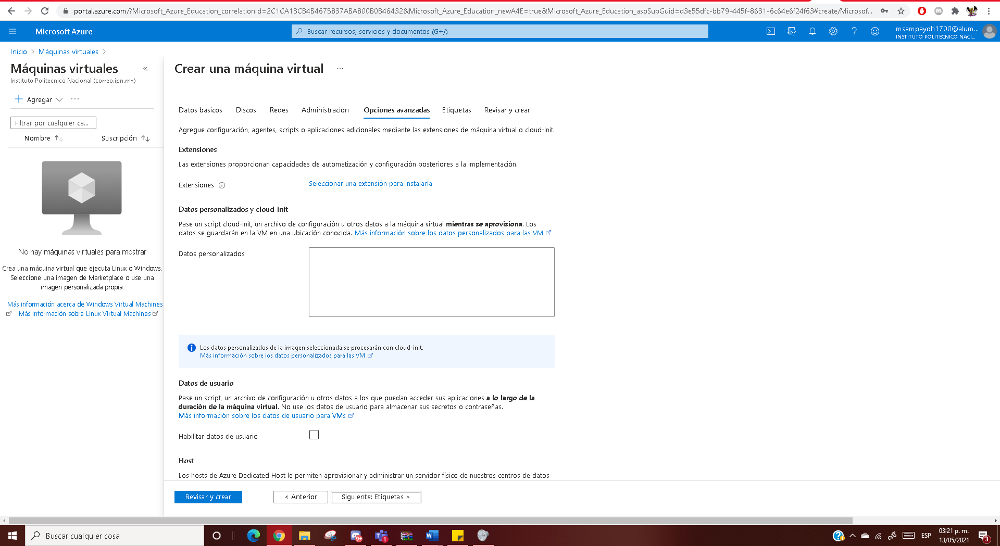 portal.azure.com/?Microsoft_Azure_Education_correlationId=2C1CA1BCB4B4675837ABA800B0B46432&Microsoft_Azure_Education_newA4E=true&Microsoft_Azure_Education_asoSubGuid=d3e55dfc-bb79-445f-8631-6c64e6f24f63#create/Microsof...
Microsoft Azure
Buscar recursos, servicios y documentos (G+/)
msampayoh1700@alum...
INSTITUTO POLITECNICO NACI...
Inicio > Máquinas virtuales >
Máquinas virtuales «
Instituto Politecnico Nacional (correo.ipn.mx)
+ Agregar ...
Filtrar por cualquier ca...
Nombre ↑↓ Suscripción ↑↓
No hay máquinas virtuales para mostrar
Crea una máquina virtual que ejecuta Linux o Windows.
Seleccione una imagen de Marketplace o use una
imagen personalizada propia.
Más información acerca de Windows Virtual Machines
Más información sobre Linux Virtual Machines
Crear una máquina virtual ...
Datos básicos Discos Redes Administración Opciones avanzadas Etiquetas Revisar y crear
Agregue configuración, agentes, scripts o aplicaciones adicionales mediante las extensiones de máquina virtual o cloud-init.
Extensiones
Las extensiones proporcionan capacidades de automatización y configuración posteriores a la implementación.
Extensiones Seleccionar una extensión para instalarla
Datos personalizados y cloud-init
Pase un script cloud-init, un archivo de configuración u otros datos a la máquina virtual mientras se aprovisiona. Los
datos se guardarán en la VM en una ubicación conocida. Más información sobre los datos personalizados para las VM
Datos personalizados
Los datos personalizados de la imagen seleccionada se procesarán con cloud-init.
Más información sobre los datos personalizados para las VM
Datos de usuario
Pase un script, un archivo de configuración u otros datos a los que puedan acceder sus aplicaciones a lo largo de la
duración de la máquina virtual. No use los datos de usuario para almacenar sus secretos o contraseñas.
Más información sobre los datos de usuario para VMs
Habilitar datos de usuario
Host
Los hosts de Azure Dedicated Host le permiten aprovisionar y administrar un servidor físico de nuestros centros de datos
Revisar y crear < Anterior Siguiente: Etiquetas >
Buscar cualquier cosa
9+
1
ESP
03:21 p. m.
13/05/2021
3